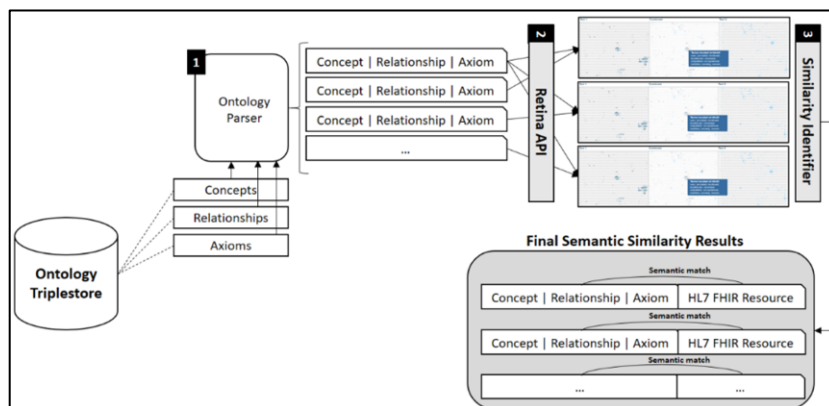 1
Ontology
Parser
Concept | Relationship | Axiom
Concept | Relationship | Axiom
Concept | Relationship | Axiom
...
2
Retina API
3
Similarity Identifier
Concepts
Relationships
Axioms
Ontology
Triplestore
Final Semantic Similarity Results
Semantic match
Concept | Relationship | Axiom
HL7 FHIR Resource
Semantic match
Concept | Relationship | Axiom
HL7 FHIR Resource
Semantic match
...
...